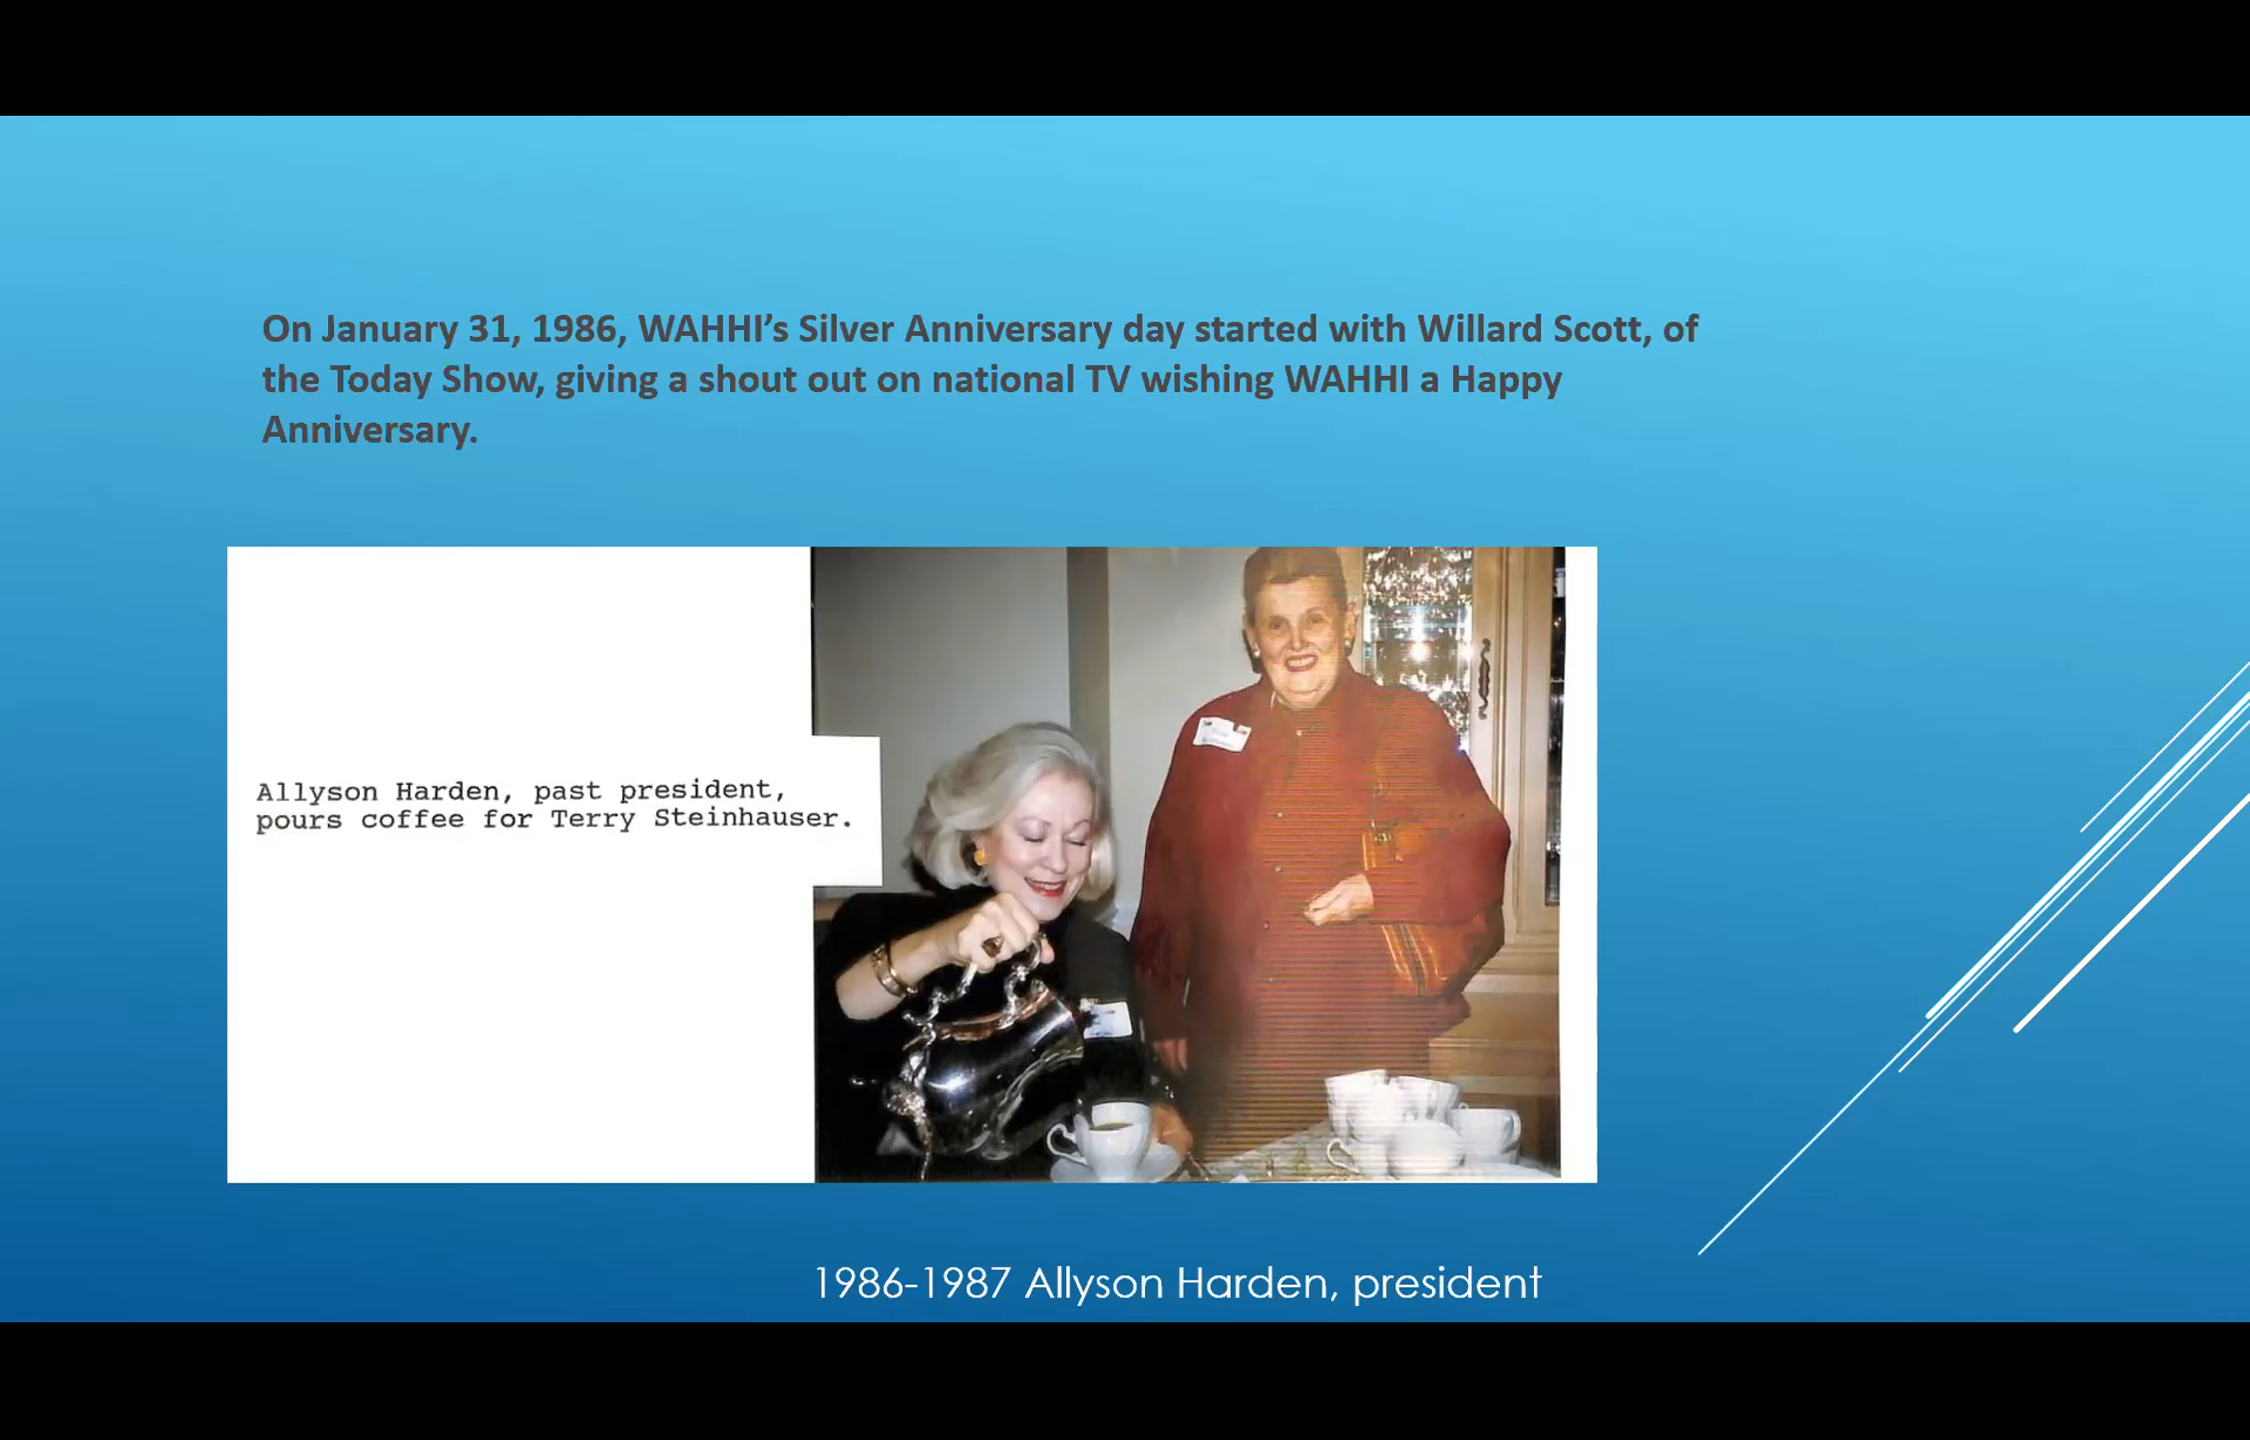 On January 31, 1986, WAHHI’s Silver Anniversary day started with Willard Scott, of
the Today Show, giving a shout out on national TV wishing WAHHI a Happy
Anniversary.
Allyson Harden, past president,
pours coffee for Terry Steinhauser.
1986-1987 Allyson Harden, president